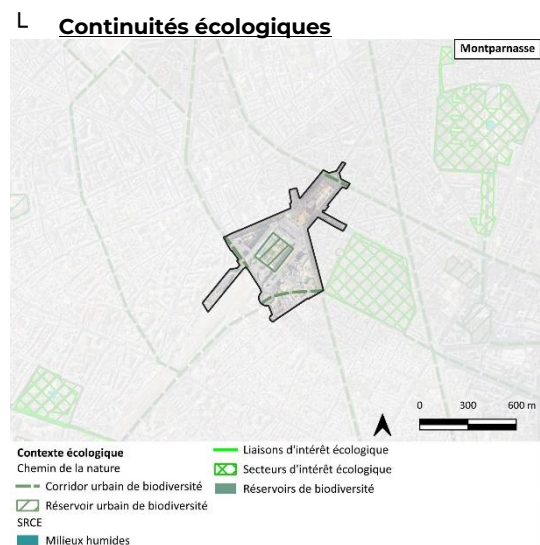 L
Continuités écologiques
Montparnasse
0 300 600 m
Contexte écologique
Chemin de la nature
Corridor urbain de biodiversité
Réservoir urbain de biodiversité
SRCE
Milieux humides
Liaisons d'intérêt écologique
Secteurs d'intérêt écologique
Réservoirs de biodiversité